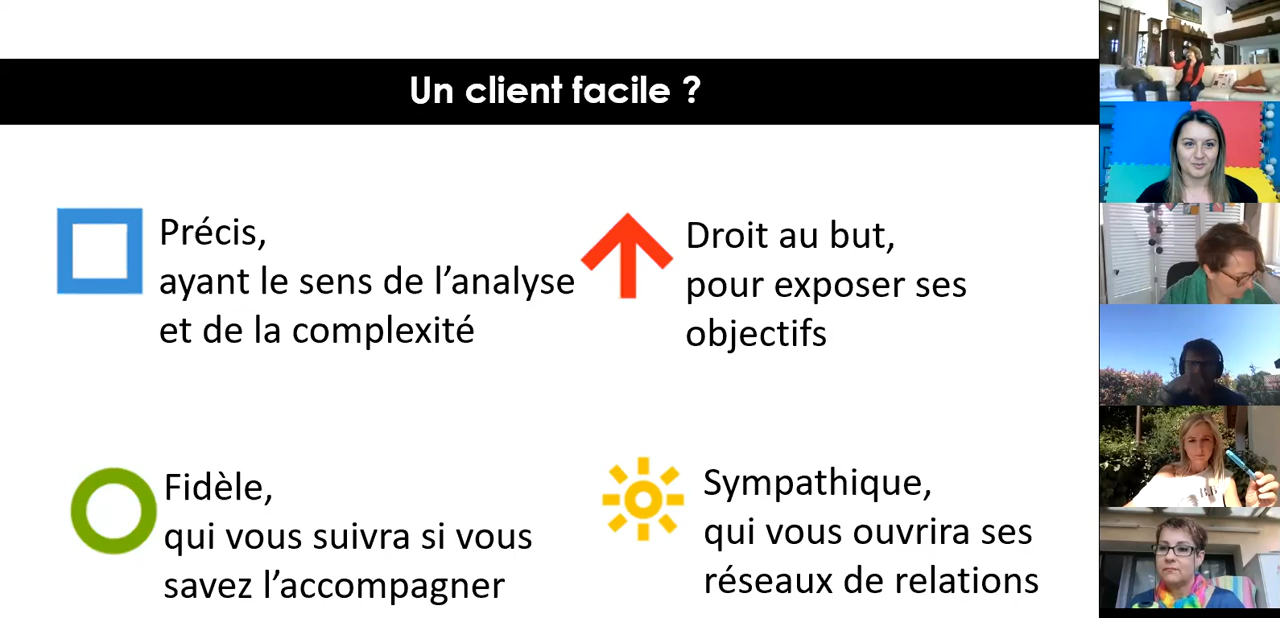 Un client facile ?
Précis,
ayant le sens de l’analyse
et de la complexité
Droit au but,
pour exposer ses
objectifs
Fidèle,
qui vous suivra si vous
savez l’accompagner
Sympathique,
qui vous ouvrira ses
réseaux de relations